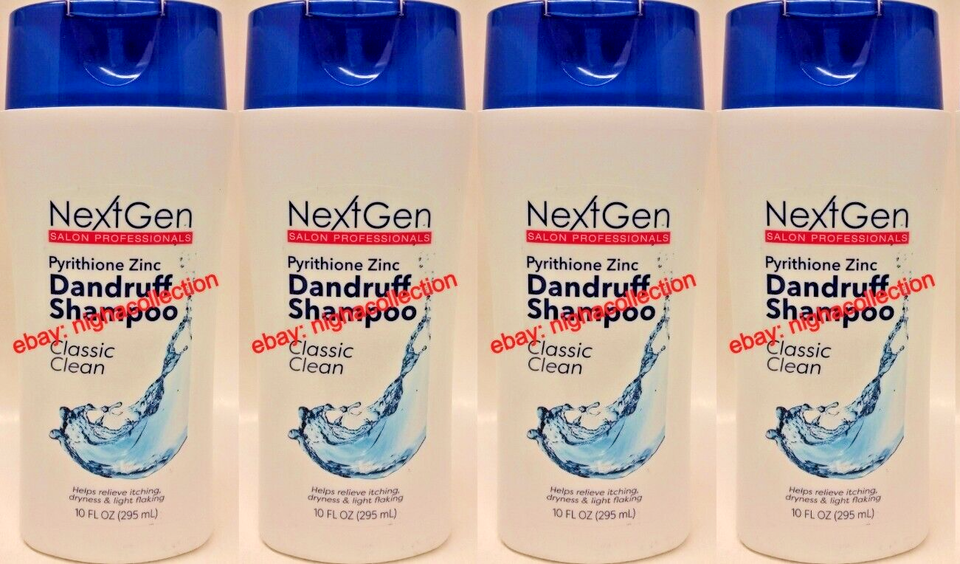 NextGen
SALON PROFESSIONALS
Pyrithione Zinc
Dandruff
Shampoo
ebay: nighacollection
Classic
Clean
Helps relieve itching,
dryness & light flaking
10 FL OZ (295 mL)
NextGen
SALON PROFESSIONALS
Pyrithione Zinc
Dandruff
Shampoo
ebay: nighacollection
Classic
Clean
Helps relieve itching,
dryness & light flaking
10 FL OZ (295 mL)
NextGen
SALON PROFESSIONALS
Pyrithione Zinc
Dandruff
Shampoo
ebay: nighacollection
Classic
Clean
Helps relieve itching,
dryness & light flaking
10 FL OZ (295 mL)
NextGen
SALON PROFESSIONALS
Pyrithione Zinc
Dandruff
Shampoo
ebay: nighacollection
Classic
Clean
Helps relieve itching,
dryness & light flaking
10 FL OZ (295 mL)